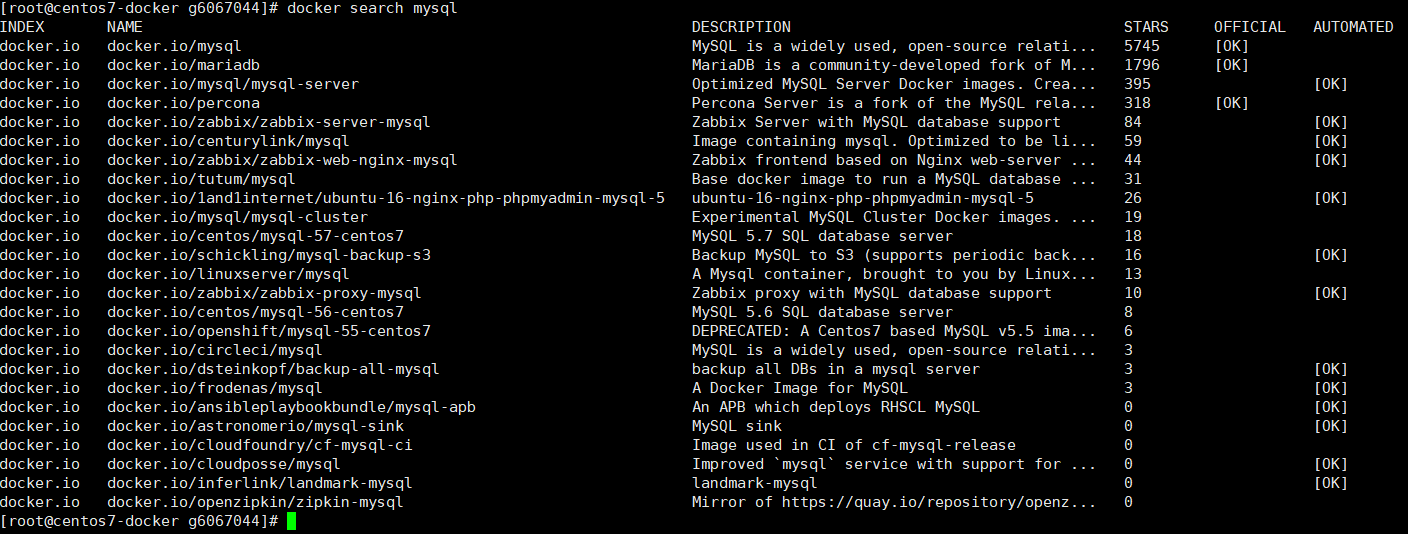 [root@centos7-docker g6067044]# docker search mysql
INDEX NAME DESCRIPTION STARS OFFICIAL AUTOMATED
docker.io docker.io/mysql MySQL is a widely used, open-source relati... 5745 [OK]
docker.io docker.io/mariadb MariaDB is a community-developed fork of M... 1796 [OK]
docker.io docker.io/mysql/mysql-server Optimized MySQL Server Docker images. Crea... 395 [OK]
docker.io docker.io/percona Percona Server is a fork of the MySQL rela... 318 [OK]
docker.io docker.io/zabbix/zabbix-server-mysql Zabbix Server with MySQL database support 84 [OK]
docker.io docker.io/centurylink/mysql Image containing mysql. Optimized to be li... 59 [OK]
docker.io docker.io/zabbix/zabbix-web-nginx-mysql Zabbix frontend based on Nginx web-server ... 44 [OK]
docker.io docker.io/tutum/mysql Base docker image to run a MySQL database ... 31
docker.io docker.io/1and1internet/ubuntu-16-nginx-php-phpmyadmin-mysql-5 ubuntu-16-nginx-php-phpmyadmin-mysql-5 26 [OK]
docker.io docker.io/mysql/mysql-cluster Experimental MySQL Cluster Docker images. ... 19
docker.io docker.io/centos/mysql-57-centos7 MySQL 5.7 SQL database server 18
docker.io docker.io/schickling/mysql-backup-s3 Backup MySQL to S3 (supports periodic back... 16 [OK]
docker.io docker.io/linuxserver/mysql A Mysql container, brought to you by Linux... 13
docker.io docker.io/zabbix/zabbix-proxy-mysql Zabbix proxy with MySQL database support 10 [OK]
docker.io docker.io/centos/mysql-56-centos7 MySQL 5.6 SQL database server 8
docker.io docker.io/openshift/mysql-55-centos7 DEPRECATED: A Centos7 based MySQL v5.5 ima... 6
docker.io docker.io/circleci/mysql MySQL is a widely used, open-source relati... 3
docker.io docker.io/dsteinkopf/backup-all-mysql backup all DBs in a mysql server 3 [OK]
docker.io docker.io/frodenas/mysql A Docker Image for MySQL 3 [OK]
docker.io docker.io/ansibleplaybookbundle/mysql-apb An APB which deploys RHSCL MySQL 0 [OK]
docker.io docker.io/astronomerio/mysql-sink MySQL sink 0 [OK]
docker.io docker.io/cloudfoundry/cf-mysql-ci Image used in CI of cf-mysql-release 0
docker.io docker.io/cloudposse/mysql Improved `mysql` service with support for ... 0 [OK]
docker.io docker.io/inferlink/landmark-mysql landmark-mysql 0 [OK]
docker.io docker.io/openzipkin/zipkin-mysql Mirror of https://quay.io/repository/openz... 0
[root@centos7-docker g6067044]#